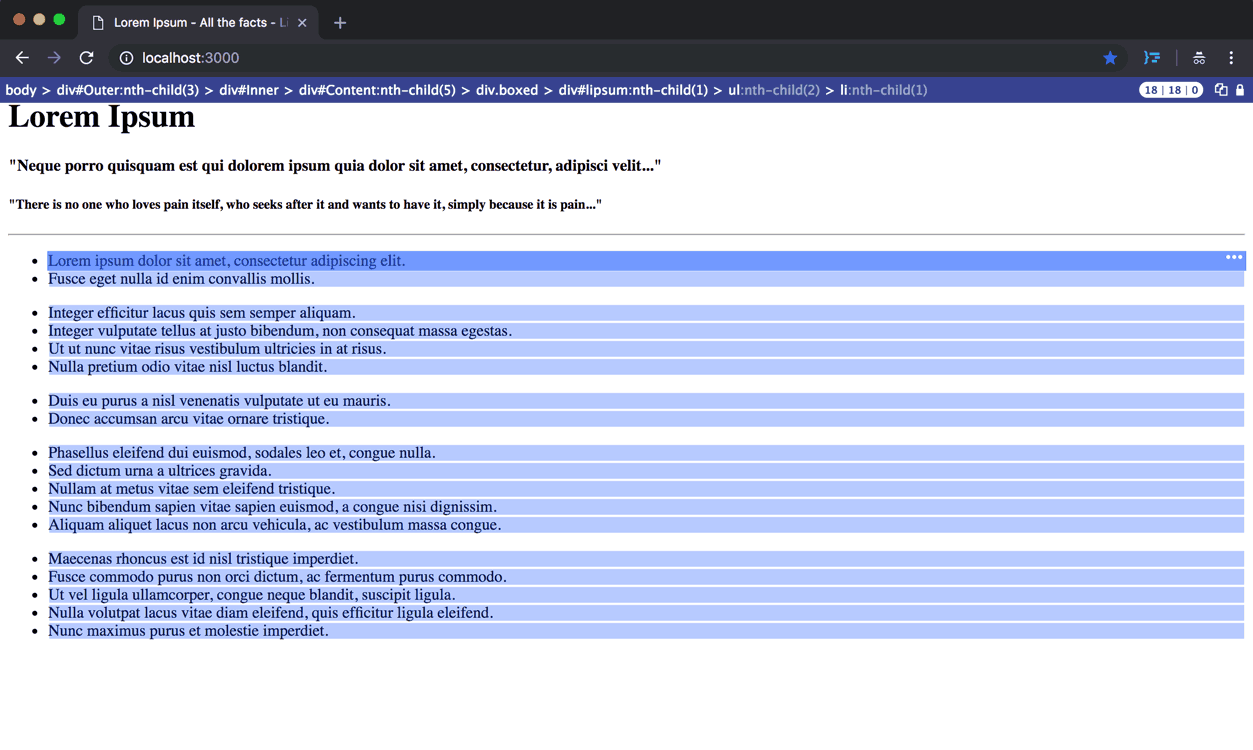 Lorem Ipsum - All the facts - Li
localhost:3000
body > div#Outer:nth-child(3) > div#Inner > div#Content:nth-child(5) > div.boxed > div#lipsum:nth-child(1) > ul:nth-child(2) > li:nth-child(1) 18 | 18 | 0
Lorem Ipsum
"Neque porro quisquam est qui dolorem ipsum quia dolor sit amet, consectetur, adipisci velit..."
"There is no one who loves pain itself, who seeks after it and wants to have it, simply because it is pain..."
Lorem ipsum dolor sit amet, consectetur adipiscing elit.
Fusce eget nulla id enim convallis mollis.
Integer efficitur lacus quis sem semper aliquam.
Integer vulputate tellus at justo bibendum, non consequat massa egestas.
Ut ut nunc vitae risus vestibulum ultricies in at risus.
Nulla pretium odio vitae nisl luctus blandit.
Duis eu purus a nisl venenatis vulputate ut eu mauris.
Donec accumsan arcu vitae ornare tristique.
Phasellus eleifend dui euismod, sodales leo et, congue nulla.
Sed dictum urna a ultrices gravida.
Nullam at metus vitae sem eleifend tristique.
Nunc bibendum sapien vitae sapien euismod, a congue nisi dignissim.
Aliquam aliquet lacus non arcu vehicula, ac vestibulum massa congue.
Maecenas rhoncus est id nisl tristique imperdiet.
Fusce commodo purus non orci dictum, ac fermentum purus commodo.
Ut vel ligula ullamcorper, congue neque blandit, suscipit ligula.
Nulla volutpat lacus vitae diam eleifend, quis efficitur ligula eleifend.
Nunc maximus purus et molestie imperdiet.